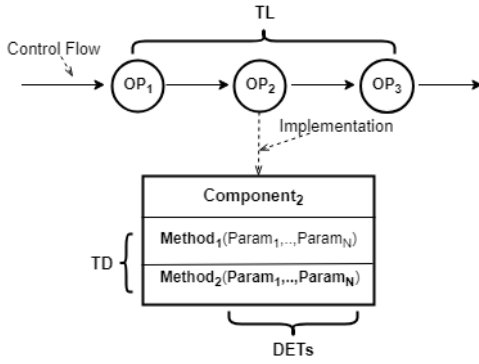 TL
Control Flow
OP1 OP2 OP3
Implementation
Component2
Method1(Param1,..,ParamN)
TD
Method2(Param1,..,ParamN)
DETs